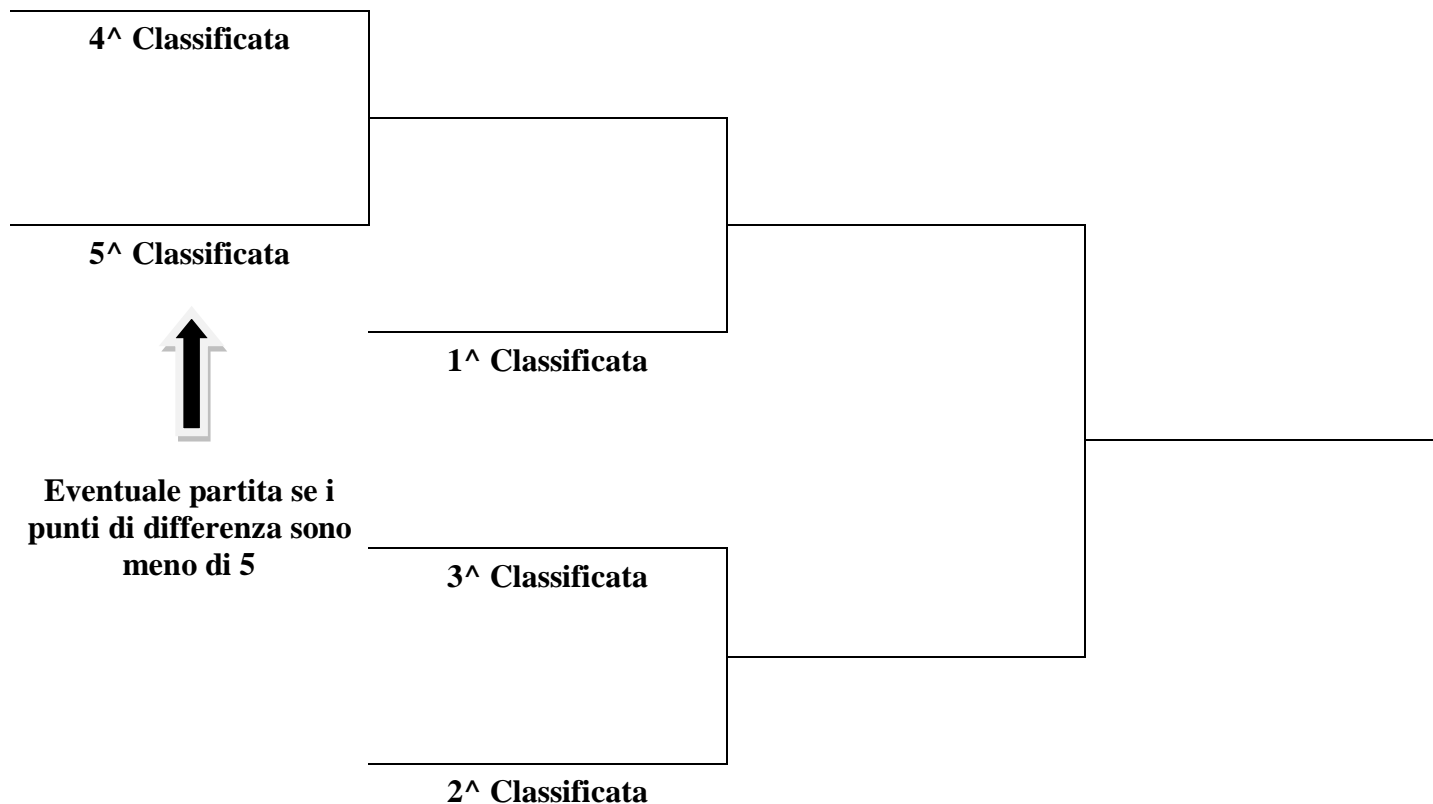 4^ Classificata
5^ Classificata
1^ Classificata
Eventuale partita se i
punti di differenza sono
meno di 5
3^ Classificata
2^ Classificata